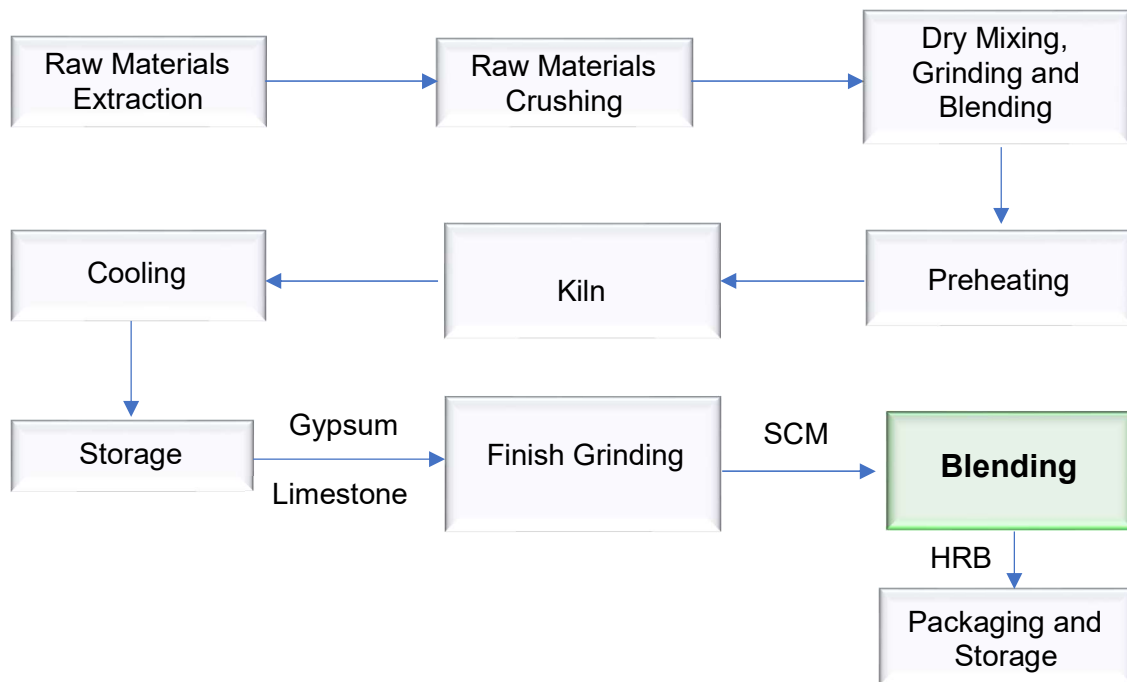 Raw Materials
Extraction
Raw Materials
Crushing
Dry Mixing,
Grinding and
Blending
Preheating
Kiln
Cooling
Storage
Gypsum
Limestone
Finish Grinding
SCM
Blending
HRB
Packaging and
Storage